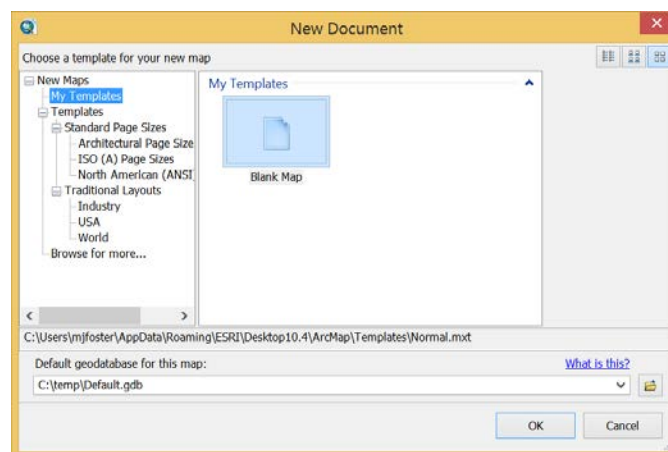 New Document
Choose a template for your new map
New Maps
My Templates
Templates
Standard Page Sizes
Architectural Page Size
ISO (A) Page Sizes
North American (ANSI)
Traditional Layouts
Industry
USA
World
Browse for more...
My Templates
Blank Map
C:\Users\mjfoster\AppData\Roaming\ESRI\Desktop10.4\ArcMap\Templates\Normal.mxt
Default geodatabase for this map:
What is this?
C:\temp\Default.gdb
OK
Cancel